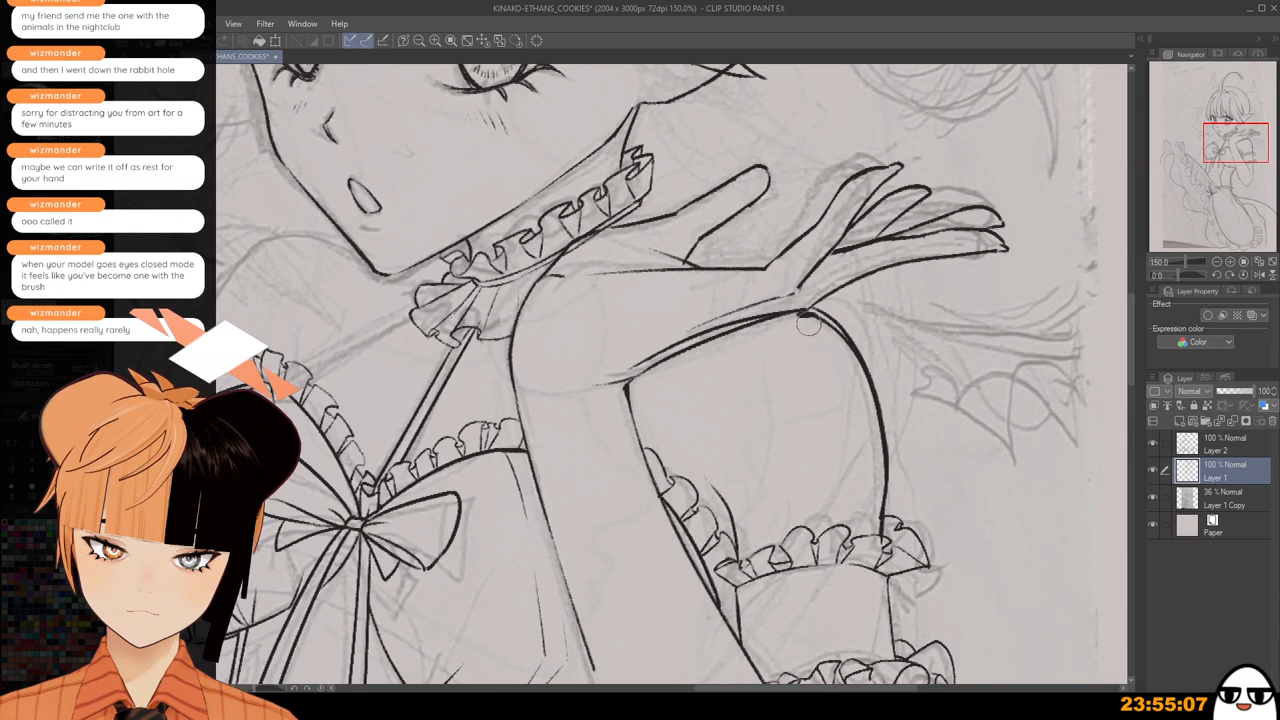 KINAKO-ETHANS_COOKIES* (2004 x 3000px 72dpi 150.0%) - CLIP STUDIO PAINT EX
View Filter Window Help
THANS_COOKIES*
wizmander
my friend send me the one with the
animals in the nightclub
wizmander
and then I went down the rabbit hole
wizmander
sorry for distracting you from art for a
few minutes
wizmander
maybe we can write it off as rest for
your hand
wizmander
ooo called it
wizmander
when your model goes eyes closed mode
it feels like you've become one with the
brush
wizmander
nah, happens really rarely
Brush density
Stabilization
Navigator
150.0
0.0
Layer Property
Effect
Expression color
Color
Layer
Normal
100
100 % Normal
Layer 2
100 % Normal
Layer 1
36 % Normal
Layer 1 Copy
Paper
23:55:07